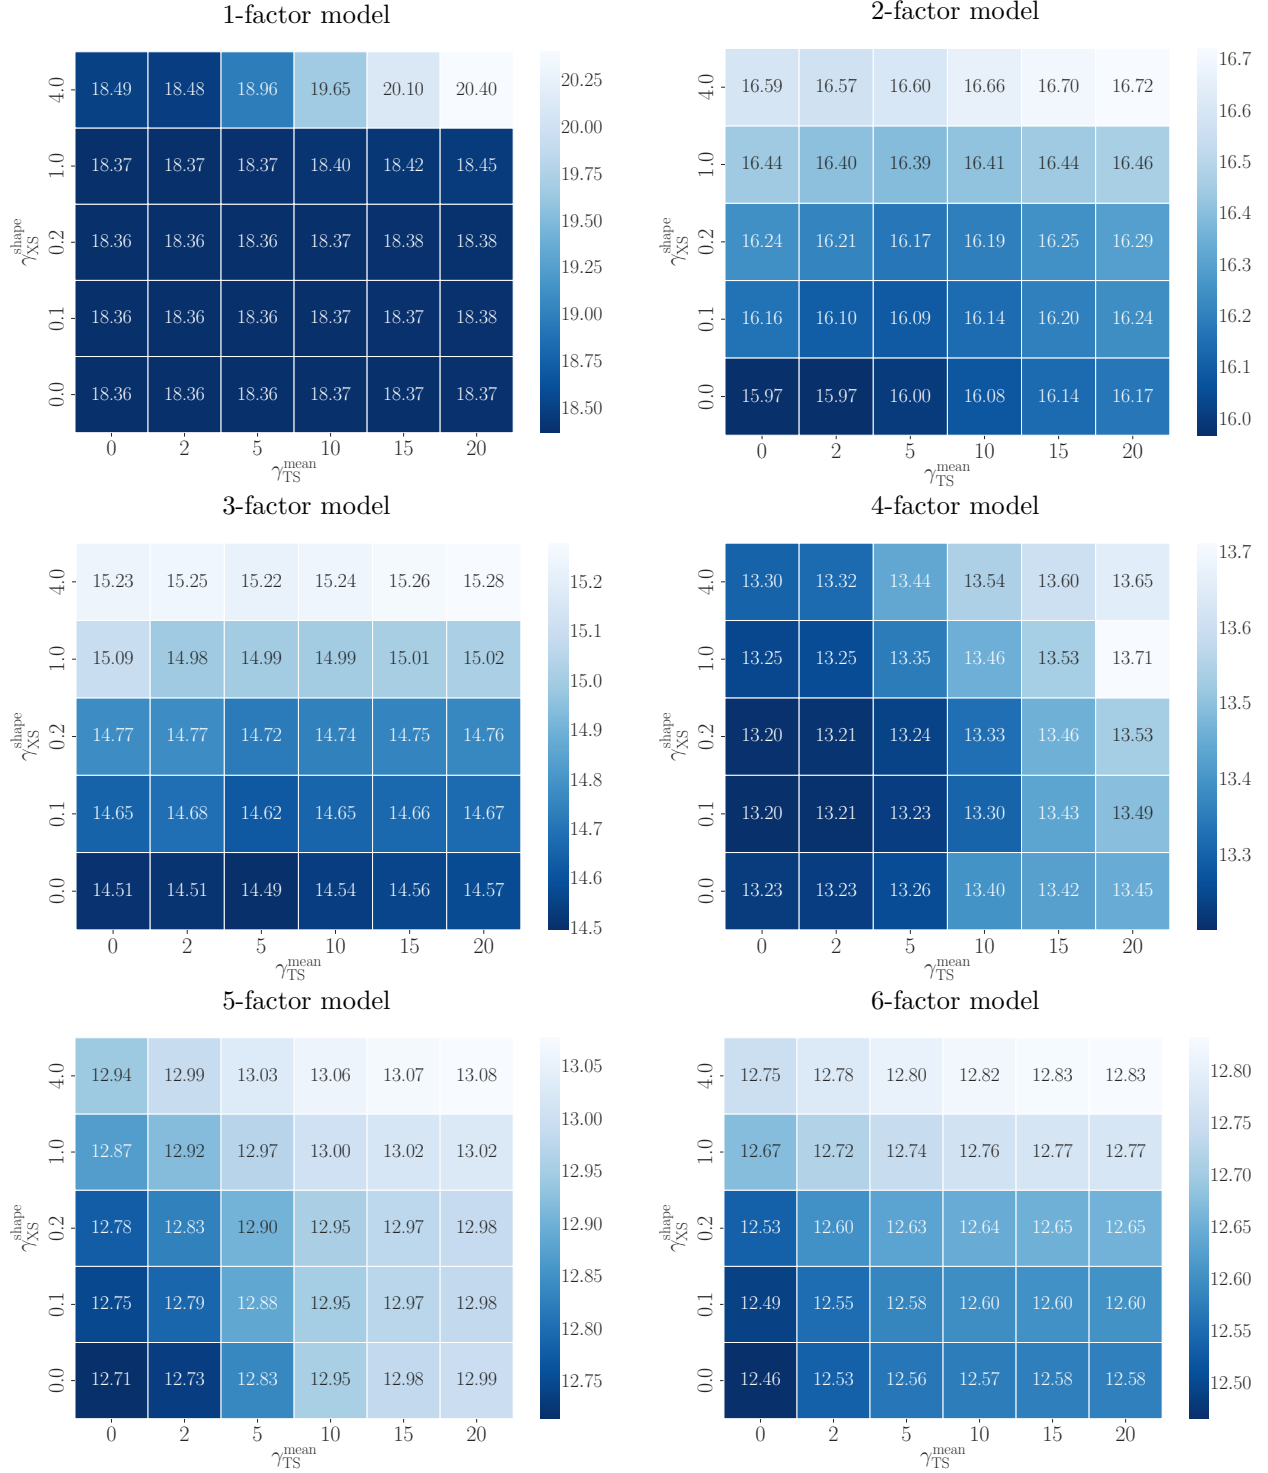 1-factor model
4.0 18.49 18.48 18.96 19.65 20.10 20.40
1.0 18.37 18.37 18.37 18.40 18.42 18.45
0.2 18.36 18.36 18.36 18.37 18.38 18.38
0.1 18.36 18.36 18.36 18.37 18.37 18.38
0.0 18.36 18.36 18.36 18.37 18.37 18.37
0 2 5 10 15 20
γ_TS^mean
γ_XS^shape
20.25
20.00
19.75
19.50
19.25
19.00
18.75
18.50
2-factor model
4.0 16.59 16.57 16.60 16.66 16.70 16.72
1.0 16.44 16.40 16.39 16.41 16.44 16.46
0.2 16.24 16.21 16.17 16.19 16.25 16.29
0.1 16.16 16.10 16.09 16.14 16.20 16.24
0.0 15.97 15.97 16.00 16.08 16.14 16.17
0 2 5 10 15 20
γ_TS^mean
γ_XS^shape
16.7
16.6
16.5
16.4
16.3
16.2
16.1
16.0
3-factor model
4.0 15.23 15.25 15.22 15.24 15.26 15.28
1.0 15.09 14.98 14.99 14.99 15.01 15.02
0.2 14.77 14.77 14.72 14.74 14.75 14.76
0.1 14.65 14.68 14.62 14.65 14.66 14.67
0.0 14.51 14.51 14.49 14.54 14.56 14.57
0 2 5 10 15 20
γ_TS^mean
γ_XS^shape
15.2
15.1
15.0
14.9
14.8
14.7
14.6
14.5
4-factor model
4.0 13.30 13.32 13.44 13.54 13.60 13.65
1.0 13.25 13.25 13.35 13.46 13.53 13.71
0.2 13.20 13.21 13.24 13.33 13.46 13.53
0.1 13.20 13.21 13.23 13.30 13.43 13.49
0.0 13.23 13.23 13.26 13.40 13.42 13.45
0 2 5 10 15 20
γ_TS^mean
γ_XS^shape
13.7
13.6
13.5
13.4
13.3
5-factor model
4.0 12.94 12.99 13.03 13.06 13.07 13.08
1.0 12.87 12.92 12.97 13.00 13.02 13.02
0.2 12.78 12.83 12.90 12.95 12.97 12.98
0.1 12.75 12.79 12.88 12.95 12.97 12.98
0.0 12.71 12.73 12.83 12.95 12.98 12.99
0 2 5 10 15 20
γ_TS^mean
γ_XS^shape
13.05
13.00
12.95
12.90
12.85
12.80
12.75
6-factor model
4.0 12.75 12.78 12.80 12.82 12.83 12.83
1.0 12.67 12.72 12.74 12.76 12.77 12.77
0.2 12.53 12.60 12.63 12.64 12.65 12.65
0.1 12.49 12.55 12.58 12.60 12.60 12.60
0.0 12.46 12.53 12.56 12.57 12.58 12.58
0 2 5 10 15 20
γ_TS^mean
γ_XS^shape
12.80
12.75
12.70
12.65
12.60
12.55
12.50